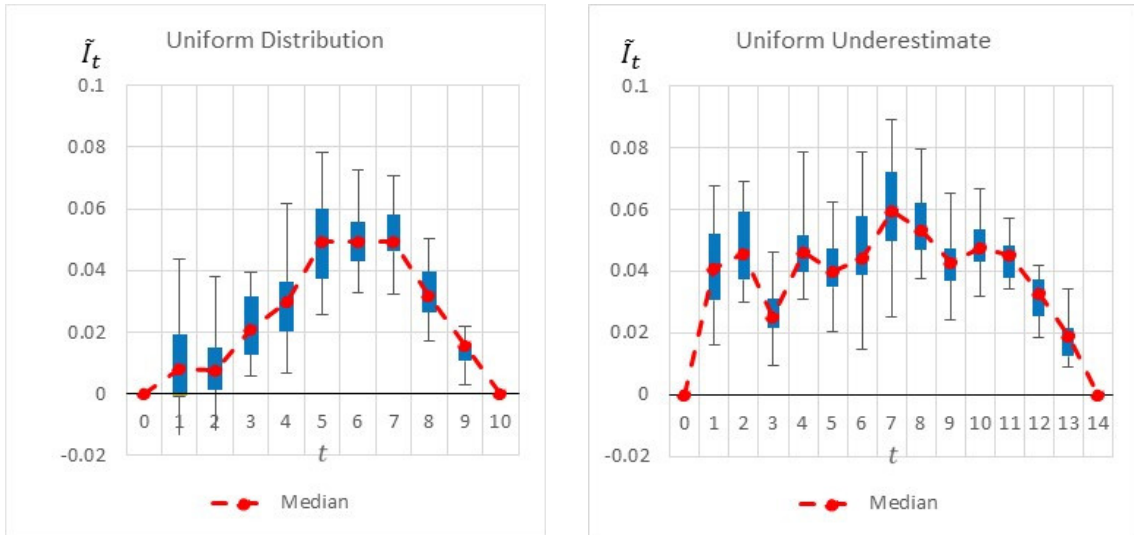 Uniform Distribution
Ĩt
0.1
0.08
0.06
0.04
0.02
0
-0.02
0 1 2 3 4 5 6 7 8 9 10
t
Median
Uniform Underestimate
Ĩt
0.1
0.08
0.06
0.04
0.02
0
-0.02
0 1 2 3 4 5 6 7 8 9 10 11 12 13 14
t
Median